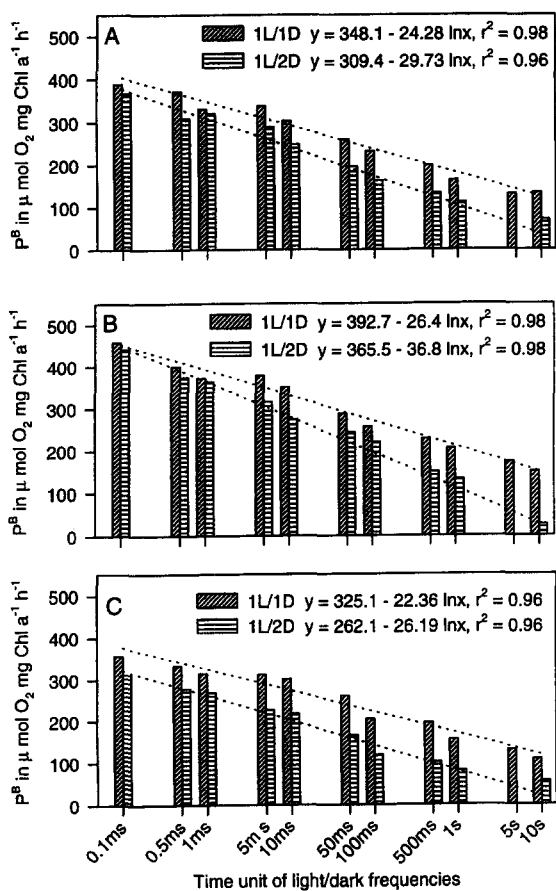 A
1L/1D y = 348.1 - 24.28 lnx, r² = 0.98
1L/2D y = 309.4 - 29.73 lnx, r² = 0.96
500
400
300
200
100
0
P^B in μ mol O₂ mg Chl a⁻¹ h⁻¹
B
1L/1D y = 392.7 - 26.4 lnx, r² = 0.98
1L/2D y = 365.5 - 36.8 lnx, r² = 0.98
500
400
300
200
100
0
P^B in μ mol O₂ mg Chl a⁻¹ h⁻¹
C
1L/1D y = 325.1 - 22.36 lnx, r² = 0.96
1L/2D y = 262.1 - 26.19 lnx, r² = 0.96
500
400
300
200
100
0
P^B in μ mol O₂ mg Chl a⁻¹ h⁻¹
0.1ms
0.5ms
1ms
5m s
10ms
50ms
100ms
500ms
1s
5s
10s
Time unit of light/dark frequencies